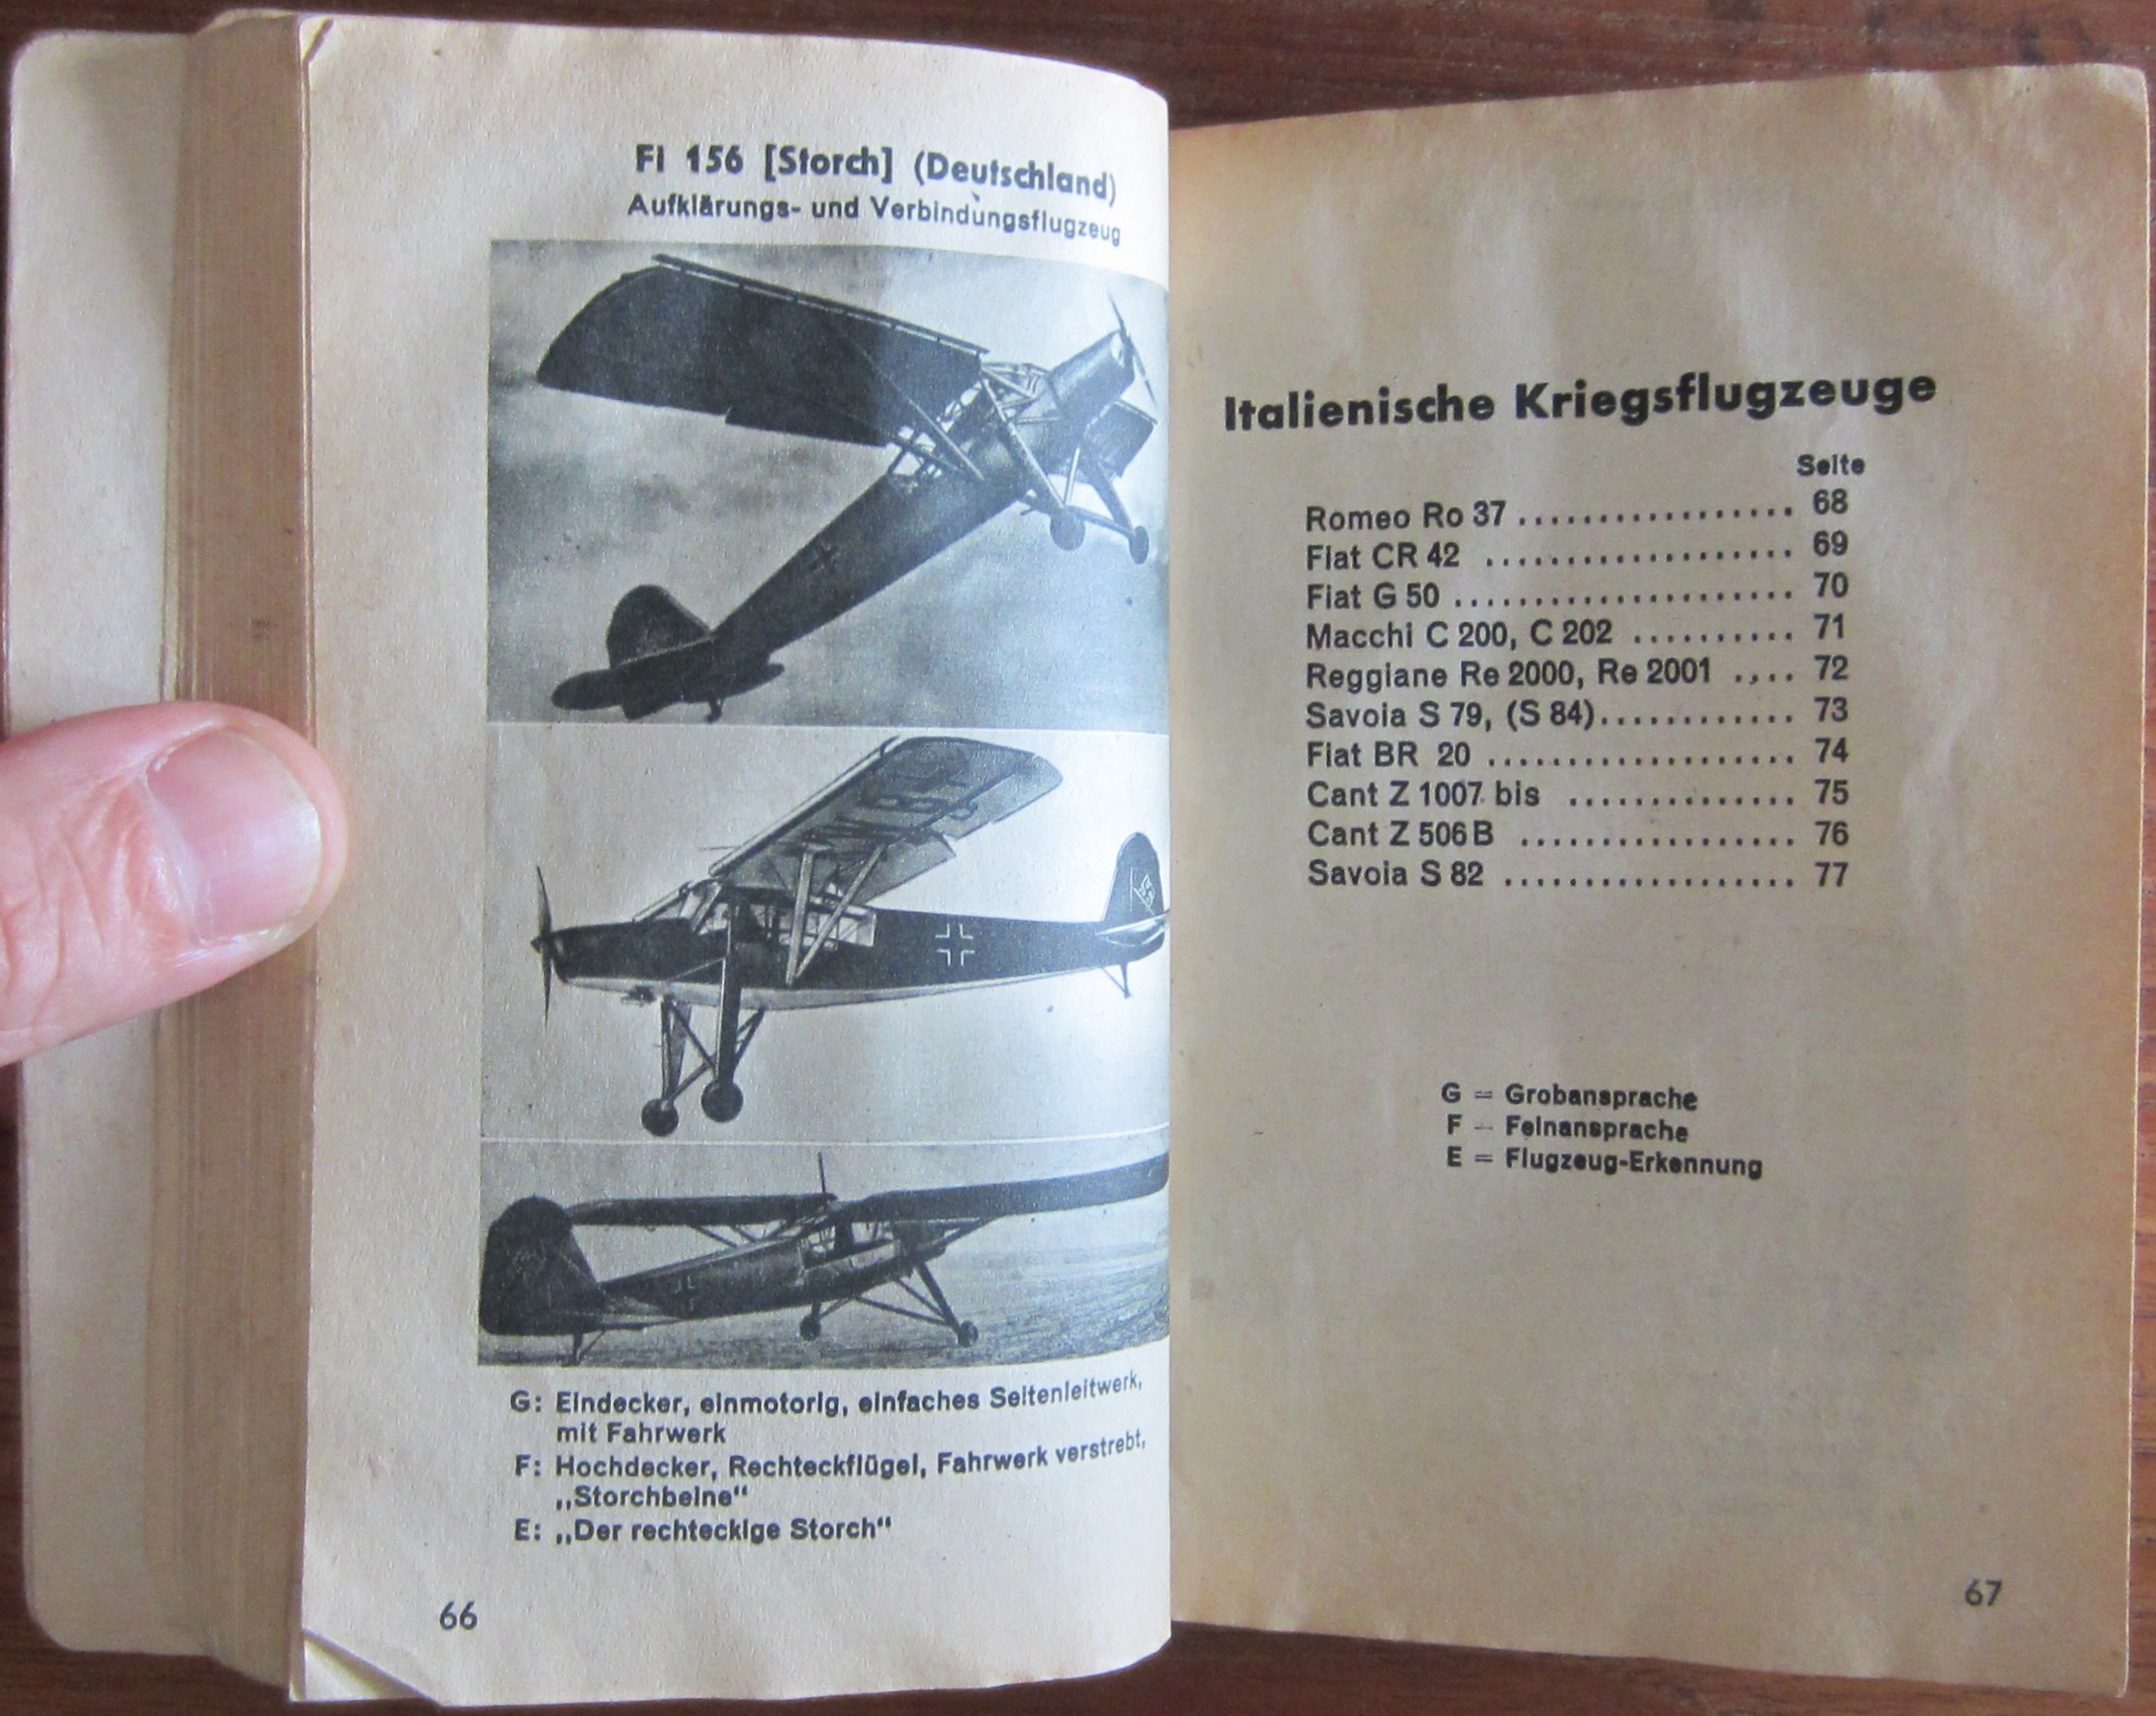 Fi 156 [Storch] (Deutschland)
Aufklärungs- und Verbindungsflugzeug
G: Eindecker, einmotorig, einfaches Seitenleitwerk,
mit Fahrwerk
F: Hochdecker, Rechteckflügel, Fahrwerk verstrebt,
„Storchbeine“
E: „Der rechteckige Storch“
66
Italienische Kriegsflugzeuge
Seite
Romeo Ro 37 ................. 68
Fiat CR 42 ................... 69
Fiat G 50 ..................... 70
Macchi C 200, C 202 .......... 71
Reggiane Re 2000, Re 2001 .... 72
Savoia S 79, (S 84)............ 73
Fiat BR 20 ................... 74
Cant Z 1007 bis .............. 75
Cant Z 506 B ................. 76
Savoia S 82 .................. 77
G = Grobansprache
F = Feinansprache
E = Flugzeug-Erkennung
67